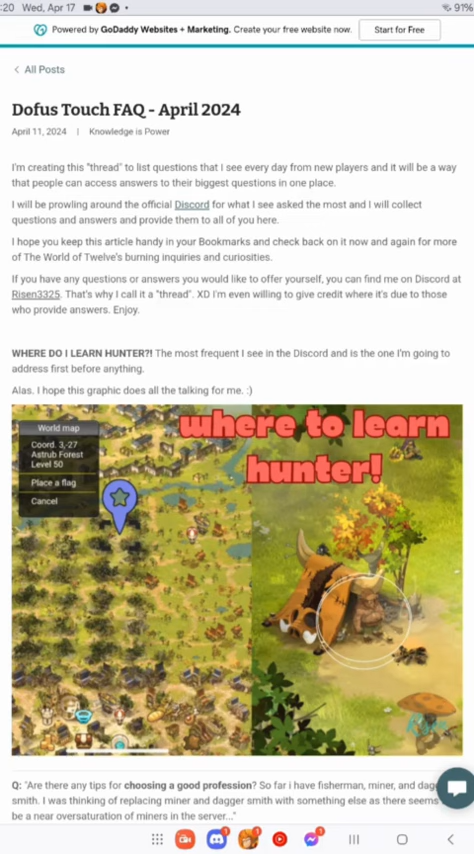 :20 Wed, Apr 17
91%
Powered by GoDaddy Websites + Marketing. Create your free website now.
Start for Free
< All Posts
Dofus Touch FAQ - April 2024
April 11, 2024 | Knowledge is Power
I'm creating this "thread" to list questions that I see every day from new players and it will be a way
that people can access answers to their biggest questions in one place.
I will be prowling around the official Discord for what I see asked the most and I will collect
questions and answers and provide them to all of you here.
I hope you keep this article handy in your Bookmarks and check back on it now and again for more
of The World of Twelve's burning inquiries and curiosities.
If you have any questions or answers you would like to offer yourself, you can find me on Discord at
Risen3325. That's why I call it a "thread". XD I'm even willing to give credit where it's due to those
who provide answers. Enjoy.
WHERE DO I LEARN HUNTER?! The most frequent I see in the Discord and is the one I'm going to
address first before anything.
Alas. I hope this graphic does all the talking for me. :)
where to learn
hunter!
World map
Coord. 3,-27
Astrub Forest
Level 50
Place a flag
Cancel
Q: "Are there any tips for choosing a good profession? So far i have fisherman, miner, and dagg
smith. I was thinking of replacing miner and dagger smith with something else as there seems
be a near oversaturation of miners in the server..."